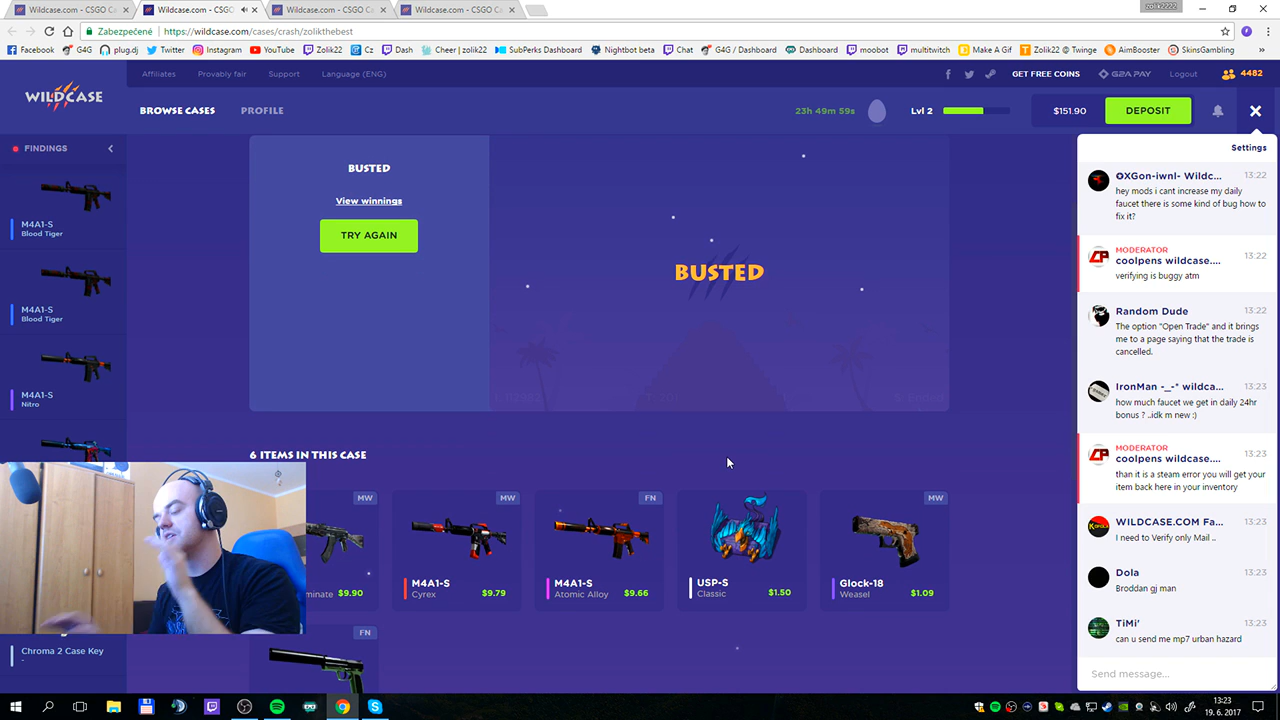 Wildcase.com - CSGO C
Wildcase.com - CSGO
Wildcase.com - CSGO C
Wildcase.com - CSGO C
zolik2222
Zabezpečené
https://wildcase.com/cases/crash/zolikthebest
Facebook
G4G
plug.dj
Twitter
Instagram
YouTube
Zolik22
Cz
Dash
Cheer | zolik22
SubPerks Dashboard
Nightbot beta
Chat
G4G / Dashboard
Dashboard
moobot
multitwitch
Make A Gif
Zolik22 @ Twinge
AimBooster
SkinsGambling
WILDCASE
Affiliates
Provably fair
Support
Language (ENG)
GET FREE COINS
G2A PAY
Logout
4482
BROWSE CASES
PROFILE
23h 49m 59s
Lvl 2
$151.90
DEPOSIT
FINDINGS
M4A1-S
Blood Tiger
M4A1-S
Blood Tiger
M4A1-S
Nitro
Chroma 2 Case Key
-
BUSTED
View winnings
TRY AGAIN
BUSTED
6 ITEMS IN THIS CASE
MW
minate
$9.90
MW
M4A1-S
Cyrex
$9.79
FN
M4A1-S
Atomic Alloy
$9.66
USP-S
Classic
$1.50
MW
Glock-18
Weasel
$1.09
FN
Settings
✪XGon-iwnl- Wildc...
13:22
hey mods i cant increase my daily
faucet there is some kind of bug how to
fix it?
MODERATOR
coolpens wildcase....
13:22
verifying is buggy atm
Random Dude
13:22
The option "Open Trade" and it brings
me to a page saying that the trade is
cancelled.
IronMan -_-* wildca...
13:23
how much faucet we get in daily 24hr
bonus ? ..idk m new :)
MODERATOR
coolpens wildcase....
13:23
than it is a steam error you will get your
item back here in your inventory
WILDCASE.COM Fa...
13:23
I need to Verify only Mail ..
Dola
13:23
Broddan gj man
TiMi'
13:23
can u send me mp7 urban hazard
Send message...
13:23
19. 6. 2017